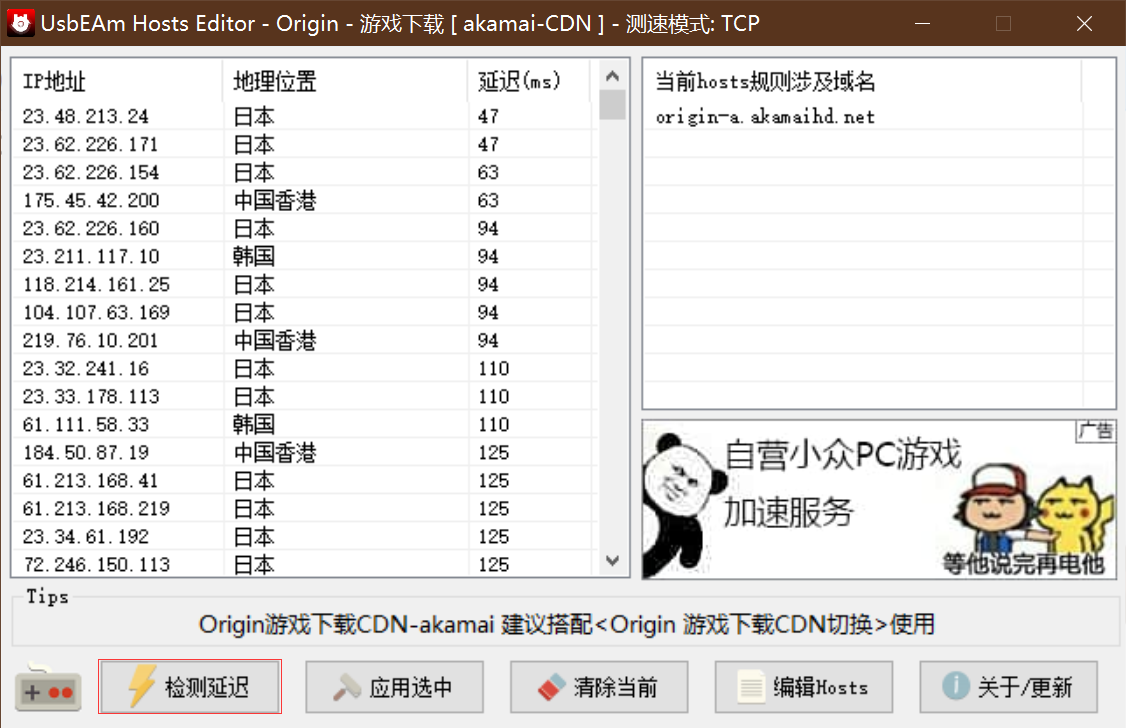 UsbEAm Hosts Editor - Origin - 游戏下载 [ akamai-CDN ] - 测速模式: TCP
IP地址 地理位置 延迟(ms)
23.48.213.24 日本 47
23.62.226.171 日本 47
23.62.226.154 日本 63
175.45.42.200 中国香港 63
23.62.226.160 日本 94
23.211.117.10 韩国 94
118.214.161.25 日本 94
104.107.63.169 日本 94
219.76.10.201 中国香港 94
23.32.241.16 日本 110
23.33.178.113 日本 110
61.111.58.33 韩国 110
184.50.87.19 中国香港 125
61.213.168.41 日本 125
61.213.168.219 日本 125
23.34.61.192 日本 125
72.246.150.113 日本 125
当前hosts规则涉及域名
origin-a.akamaihd.net
广告
自营小众PC游戏
加速服务
等他说完再电他
Tips
Origin游戏下载CDN-akamai 建议搭配<Origin 游戏下载CDN切换>使用
检测延迟 应用选中 清除当前 编辑Hosts 关于/更新